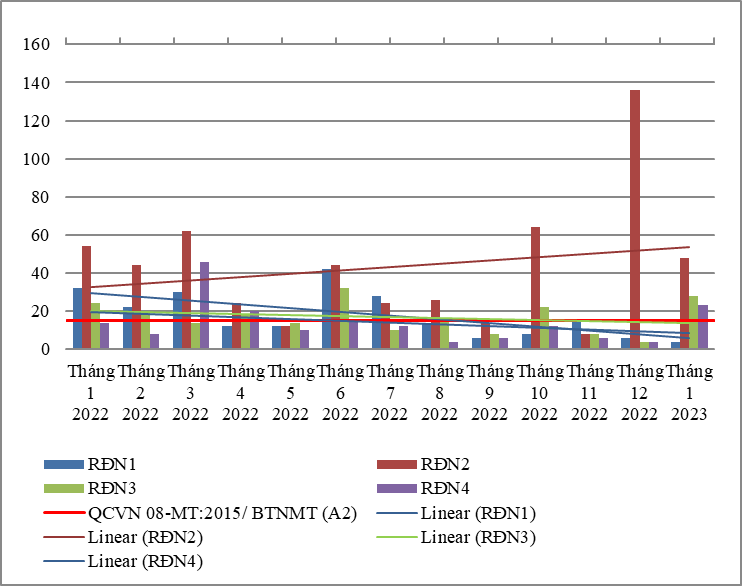 160
140
120
100
80
60
40
20
0
Tháng Tháng Tháng Tháng Tháng Tháng Tháng Tháng Tháng Tháng Tháng Tháng Tháng
1 2 3 4 5 6 7 8 9 10 11 12 1
2022 2022 2022 2022 2022 2022 2022 2022 2022 2022 2022 2022 2023
RĐN1 RĐN2
RĐN3 RĐN4
QCVN 08-MT:2015/ BTNMT (A2) Linear (RĐN1)
Linear (RĐN2) Linear (RĐN3)
Linear (RĐN4)